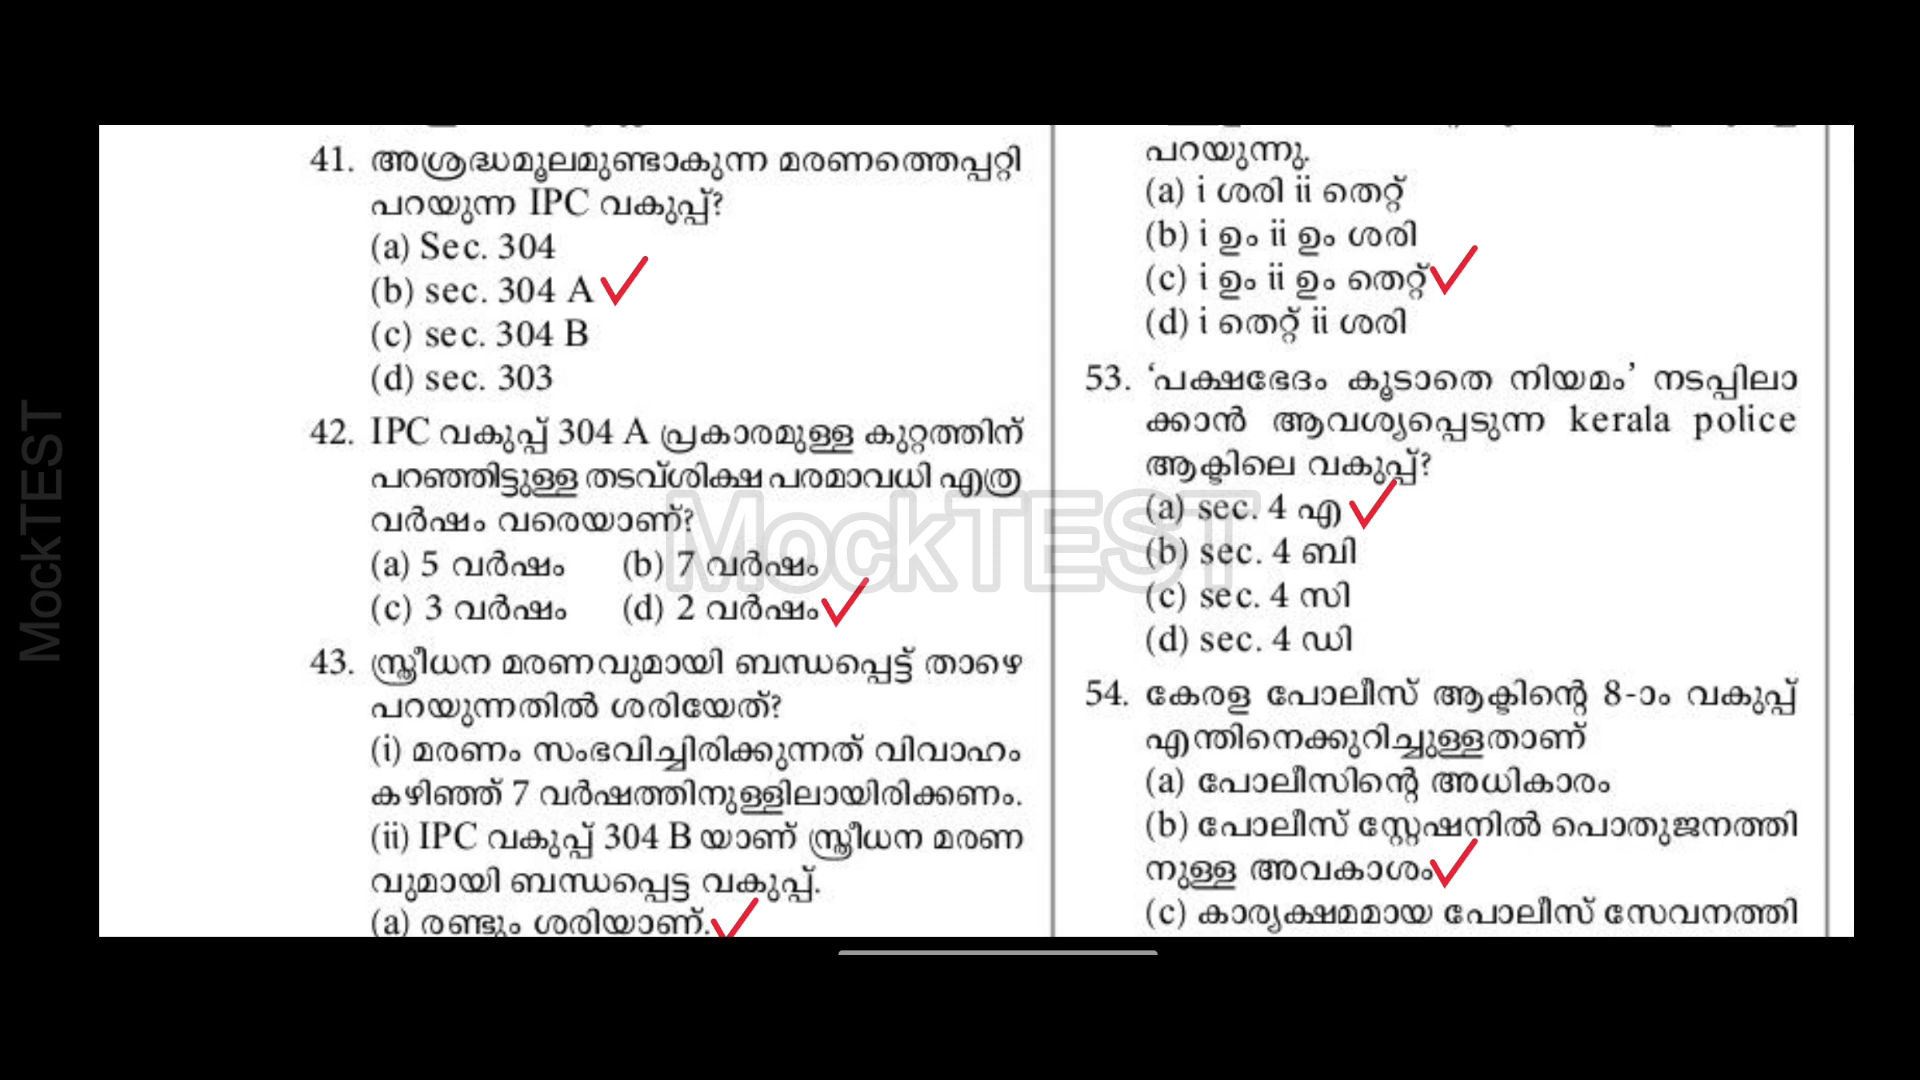 MockTEST
41. അശ്രദ്ധമൂലമുണ്ടാകുന്ന മരണത്തെപ്പറ്റി
പറയുന്ന IPC വകുപ്പ്?
(a) Sec. 304
(b) sec. 304 A
(c) sec. 304 B
(d) sec. 303
42. IPC വകുപ്പ് 304 A പ്രകാരമുള്ള കുറ്റത്തിന്
പറഞ്ഞിട്ടുള്ള തടവ്ശിക്ഷ പരമാവധി എത്ര
വർഷം വരെയാണ്?
(a) 5 വർഷം (b) 7 വർഷം
(c) 3 വർഷം (d) 2 വർഷം
43. സ്ത്രീധന മരണവുമായി ബന്ധപ്പെട്ട് താഴെ
പറയുന്നതിൽ ശരിയേത്?
(i) മരണം സംഭവിച്ചിരിക്കുന്നത് വിവാഹം
കഴിഞ്ഞ് 7 വർഷത്തിനുള്ളിലായിരിക്കണം.
(ii) IPC വകുപ്പ് 304 B യാണ് സ്ത്രീധന മരണ
വുമായി ബന്ധപ്പെട്ട വകുപ്പ്.
(a) രണ്ടും ശരിയാണ്.
പറയുന്നു.
(a) i ശരി ii തെറ്റ്
(b) i ഉം ii ഉം ശരി
(c) i ഉം ii ഉം തെറ്റ്
(d) i തെറ്റ് ii ശരി
53. ‘പക്ഷഭേദം കൂടാതെ നിയമം’ നടപ്പിലാ
ക്കാൻ ആവശ്യപ്പെടുന്ന kerala police
ആക്ടിലെ വകുപ്പ്?
(a) sec. 4 എ
(b) sec. 4 ബി
(c) sec. 4 സി
(d) sec. 4 ഡി
54. കേരള പോലീസ് ആക്ടിന്റെ 8-ാം വകുപ്പ്
എന്തിനെക്കുറിച്ചുള്ളതാണ്
(a) പോലീസിന്റെ അധികാരം
(b) പോലീസ് സ്റ്റേഷനിൽ പൊതുജനത്തി
നുള്ള അവകാശം
(c) കാര്യക്ഷമമായ പോലീസ് സേവനത്തി
MockTEST